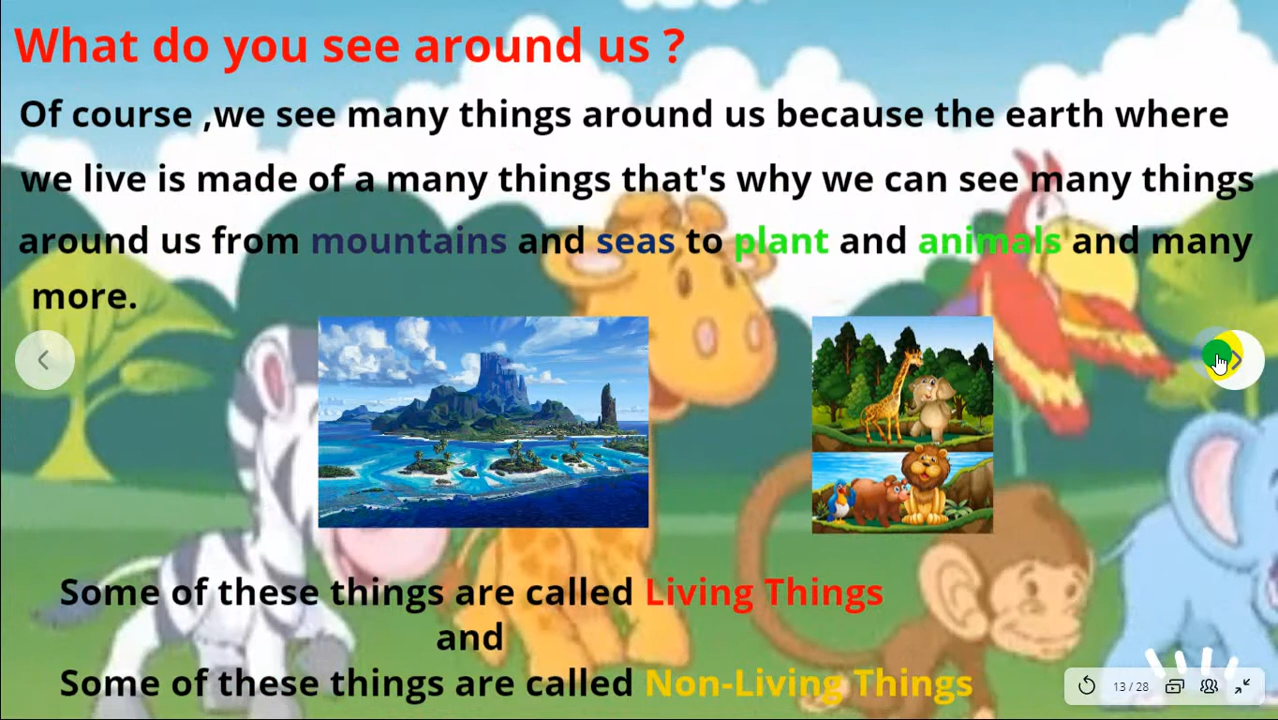 What do you see around us ?
Of course ,we see many things around us because the earth where
we live is made of a many things that's why we can see many things
around us from mountains and seas to plant and animals and many
more.
Some of these things are called Living Things
and
Some of these things are called Non-Living Things
13 / 28